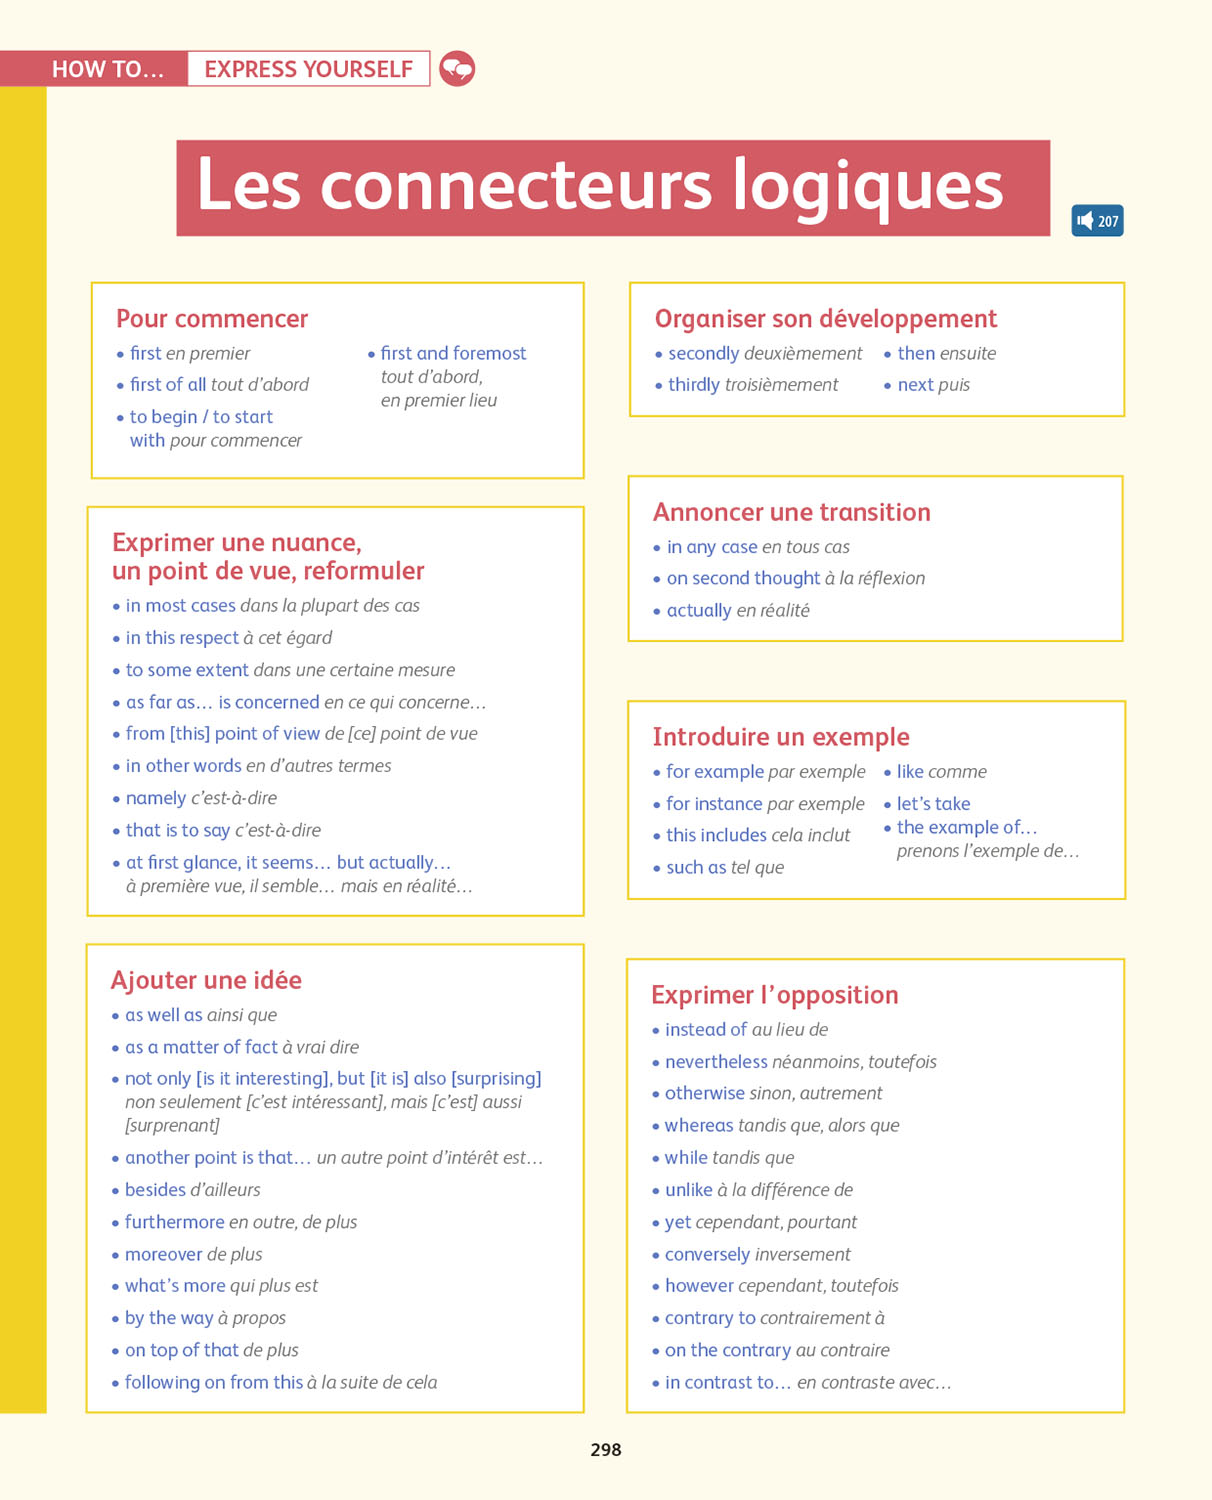 HOW TO… EXPRESS YOURSELF
Les connecteurs logiques
207
Pour commencer
• first en premier
• first of all tout d’abord
• to begin / to start
with pour commencer
• first and foremost
tout d’abord,
en premier lieu
Organiser son développement
• secondly deuxièmement
• thirdly troisièmement
• then ensuite
• next puis
Exprimer une nuance,
un point de vue, reformuler
• in most cases dans la plupart des cas
• in this respect à cet égard
• to some extent dans une certaine mesure
• as far as… is concerned en ce qui concerne…
• from [this] point of view de [ce] point de vue
• in other words en d’autres termes
• namely c’est-à-dire
• that is to say c’est-à-dire
• at first glance, it seems… but actually…
à première vue, il semble… mais en réalité…
Annoncer une transition
• in any case en tous cas
• on second thought à la réflexion
• actually en réalité
Introduire un exemple
• for example par exemple
• for instance par exemple
• this includes cela inclut
• such as tel que
• like comme
• let’s take
• the example of…
prenons l’exemple de…
Ajouter une idée
• as well as ainsi que
• as a matter of fact à vrai dire
• not only [is it interesting], but [it is] also [surprising]
non seulement [c’est intéressant], mais [c’est] aussi
[surprenant]
• another point is that… un autre point d’intérêt est…
• besides d’ailleurs
• furthermore en outre, de plus
• moreover de plus
• what’s more qui plus est
• by the way à propos
• on top of that de plus
• following on from this à la suite de cela
Exprimer l’opposition
• instead of au lieu de
• nevertheless néanmoins, toutefois
• otherwise sinon, autrement
• whereas tandis que, alors que
• while tandis que
• unlike à la différence de
• yet cependant, pourtant
• conversely inversement
• however cependant, toutefois
• contrary to contrairement à
• on the contrary au contraire
• in contrast to… en contraste avec…
298